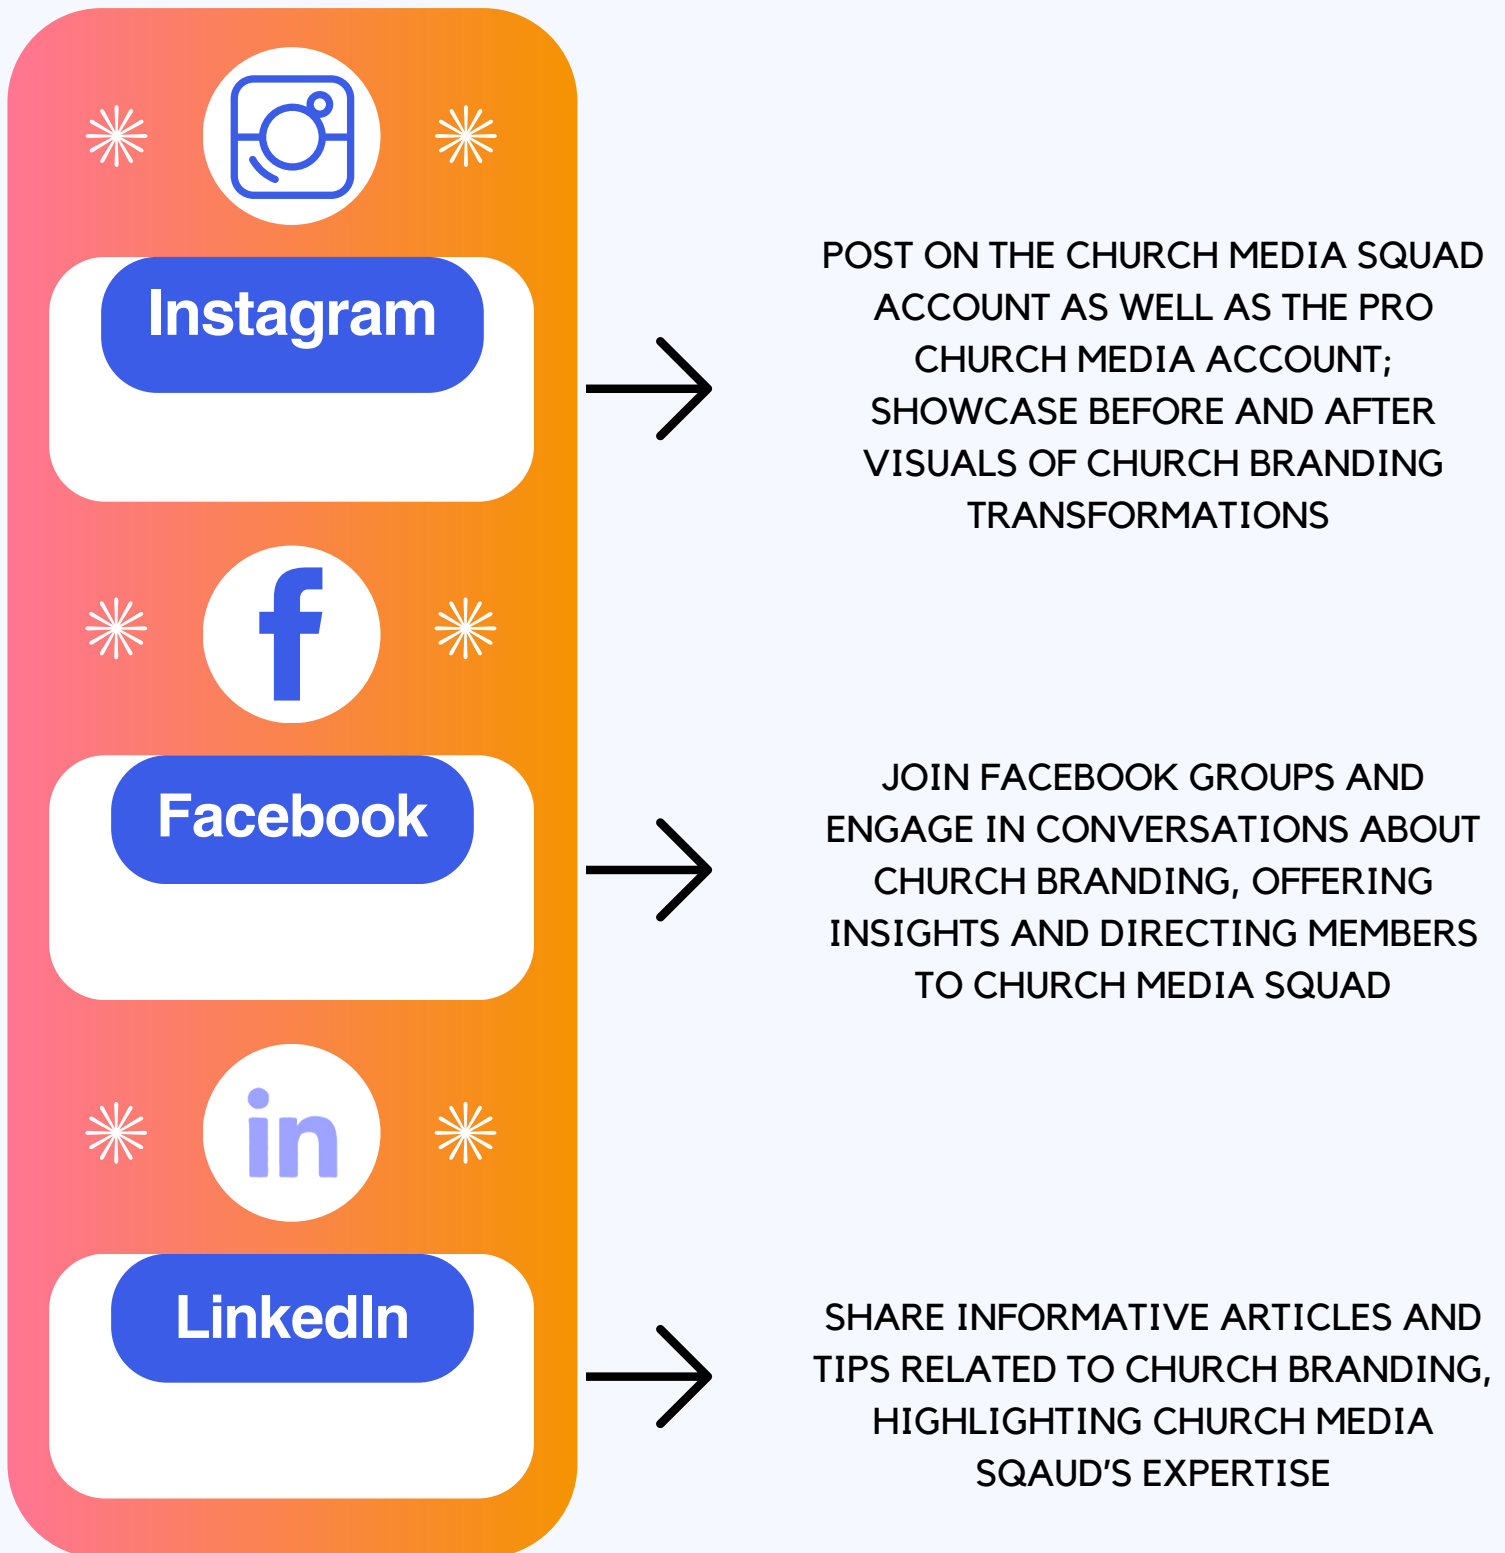 Instagram
POST ON THE CHURCH MEDIA SQUAD
ACCOUNT AS WELL AS THE PRO
CHURCH MEDIA ACCOUNT;
SHOWCASE BEFORE AND AFTER
VISUALS OF CHURCH BRANDING
TRANSFORMATIONS
f
Facebook
JOIN FACEBOOK GROUPS AND
ENGAGE IN CONVERSATIONS ABOUT
CHURCH BRANDING, OFFERING
INSIGHTS AND DIRECTING MEMBERS
TO CHURCH MEDIA SQUAD
in
LinkedIn
SHARE INFORMATIVE ARTICLES AND
TIPS RELATED TO CHURCH BRANDING,
HIGHLIGHTING CHURCH MEDIA
SQAUD'S EXPERTISE